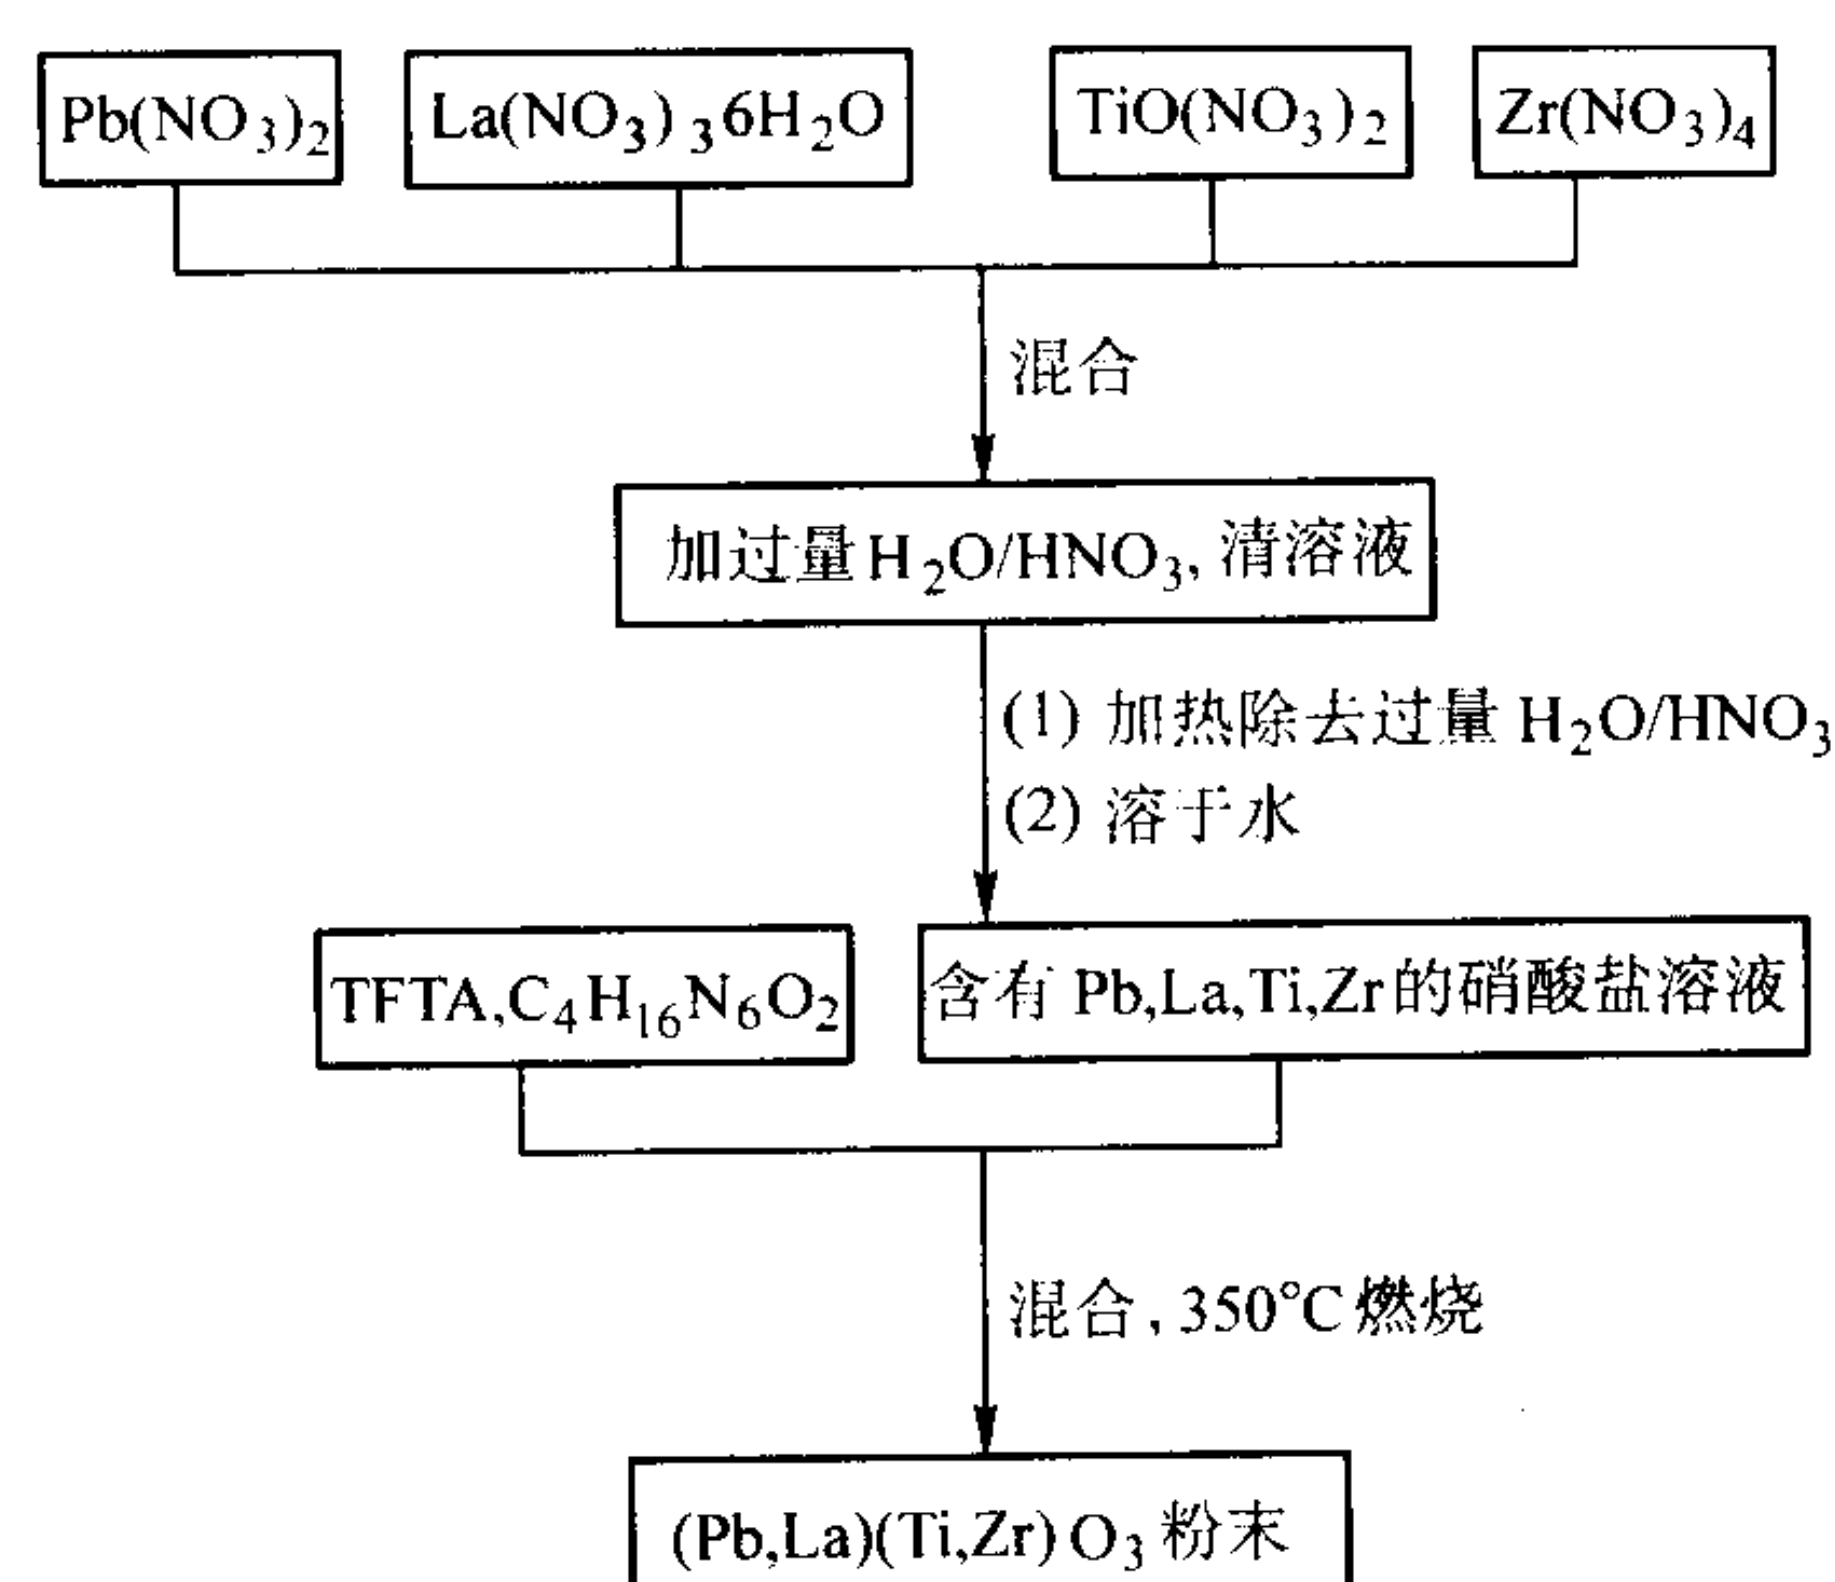 Pb(NO₃)₂ La(NO₃)₃6H₂O TiO(NO₃)₂ Zr(NO₃)₄
混合
加过量H₂O/HNO₃,清溶液
(1) 加热除去过量 H₂O/HNO₃
(2) 溶于水
TFTA,C₄H₁₆N₆O₂ 含有 Pb,La,Ti,Zr的硝酸盐溶液
混合,350℃燃烧
(Pb,La)(Ti,Zr)O₃粉末